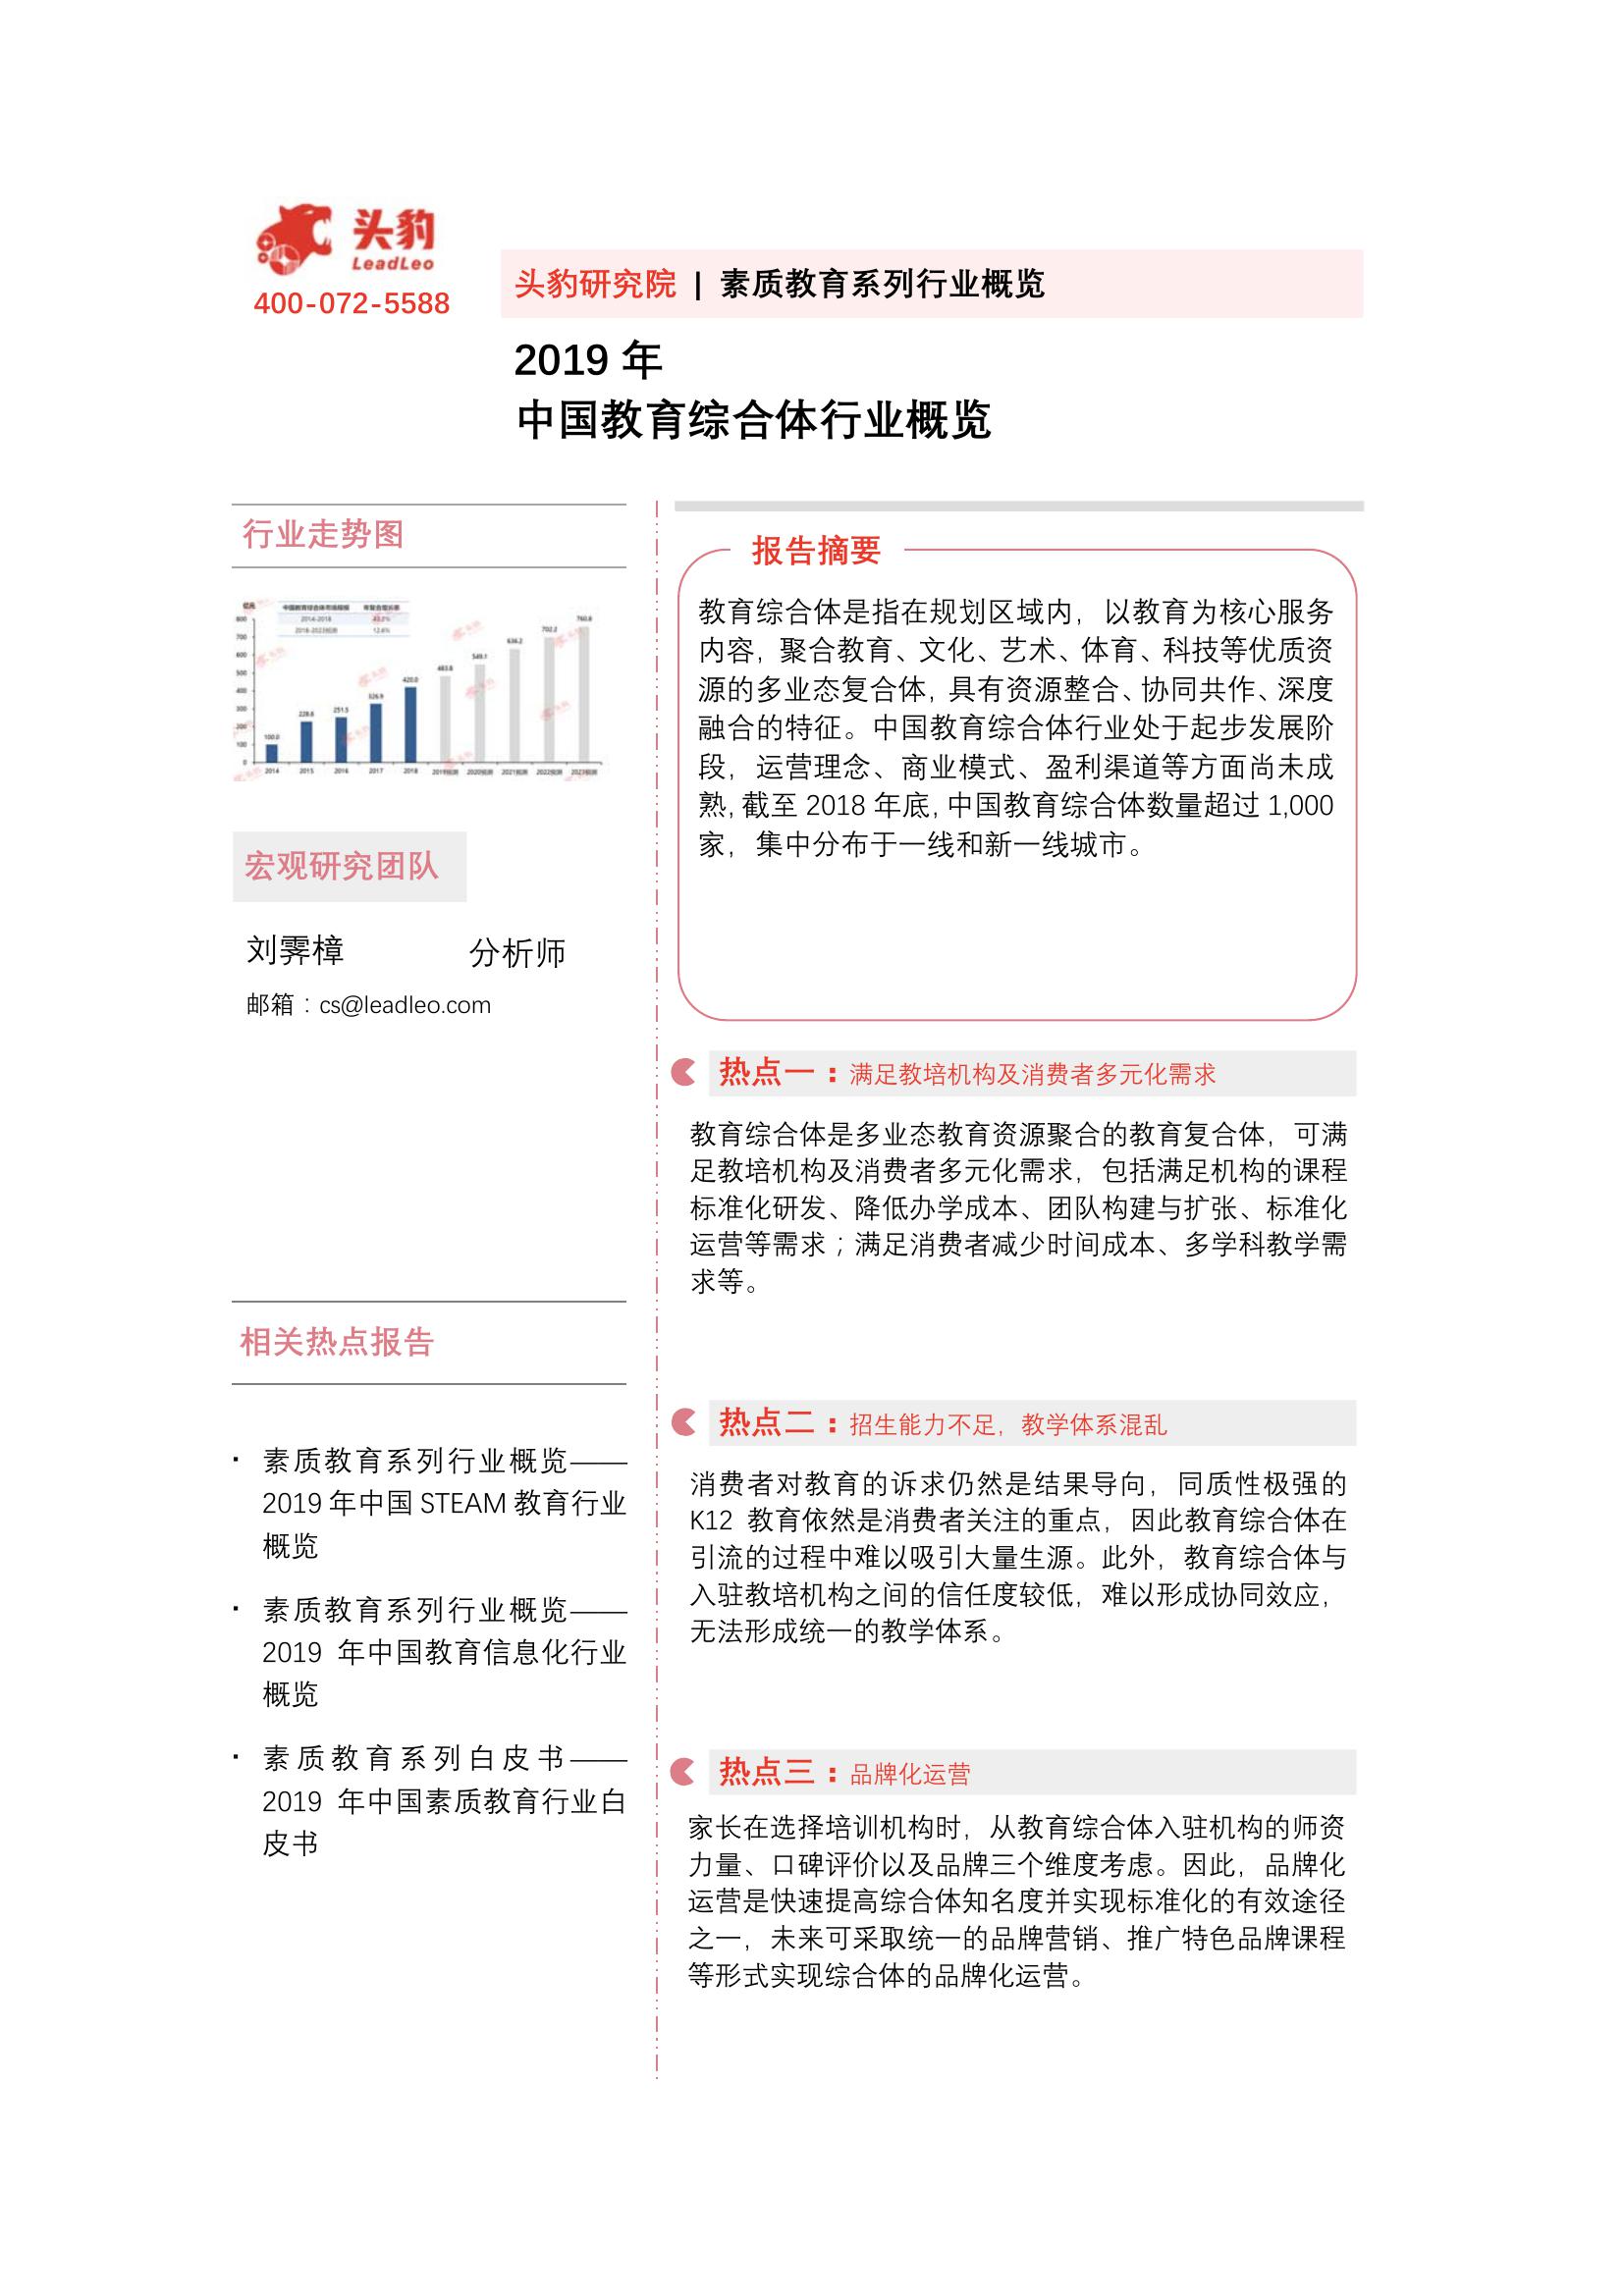 头豹
LeadLeo
400-072-5588
头豹研究院 | 素质教育系列行业概览
2019 年
中国教育综合体行业概览
行业走势图
亿元
中国教育综合体市场规模 年复合增长率
2014-2018
2018-2023预测 12.6%
800
700
600
500
400
300
200
100
0
100.0
251.5
326.9
420.0
483.8
549.1
636.2
702.2
760.8
2014 2015 2016 2017 2018 2019预测 2020预测 2021预测 2022预测 2023预测
宏观研究团队
刘霁樟 分析师
邮箱：cs@leadleo.com
相关热点报告
· 素质教育系列行业概览——
2019 年中国 STEAM 教育行业
概览
· 素质教育系列行业概览——
2019 年中国教育信息化行业
概览
· 素质教育系列白皮书——
2019 年中国素质教育行业白
皮书
报告摘要
教育综合体是指在规划区域内，以教育为核心服务
内容，聚合教育、文化、艺术、体育、科技等优质资
源的多业态复合体，具有资源整合、协同共作、深度
融合的特征。中国教育综合体行业处于起步发展阶
段，运营理念、商业模式、盈利渠道等方面尚未成
熟，截至 2018 年底，中国教育综合体数量超过 1,000
家，集中分布于一线和新一线城市。
热点一：满足教培机构及消费者多元化需求
教育综合体是多业态教育资源聚合的教育复合体，可满
足教培机构及消费者多元化需求，包括满足机构的课程
标准化研发、降低办学成本、团队构建与扩张、标准化
运营等需求；满足消费者减少时间成本、多学科教学需
求等。
热点二：招生能力不足，教学体系混乱
消费者对教育的诉求仍然是结果导向，同质性极强的
K12 教育依然是消费者关注的重点，因此教育综合体在
引流的过程中难以吸引大量生源。此外，教育综合体与
入驻教培机构之间的信任度较低，难以形成协同效应，
无法形成统一的教学体系。
热点三：品牌化运营
家长在选择培训机构时，从教育综合体入驻机构的师资
力量、口碑评价以及品牌三个维度考虑。因此，品牌化
运营是快速提高综合体知名度并实现标准化的有效途径
之一，未来可采取统一的品牌营销、推广特色品牌课程
等形式实现综合体的品牌化运营。